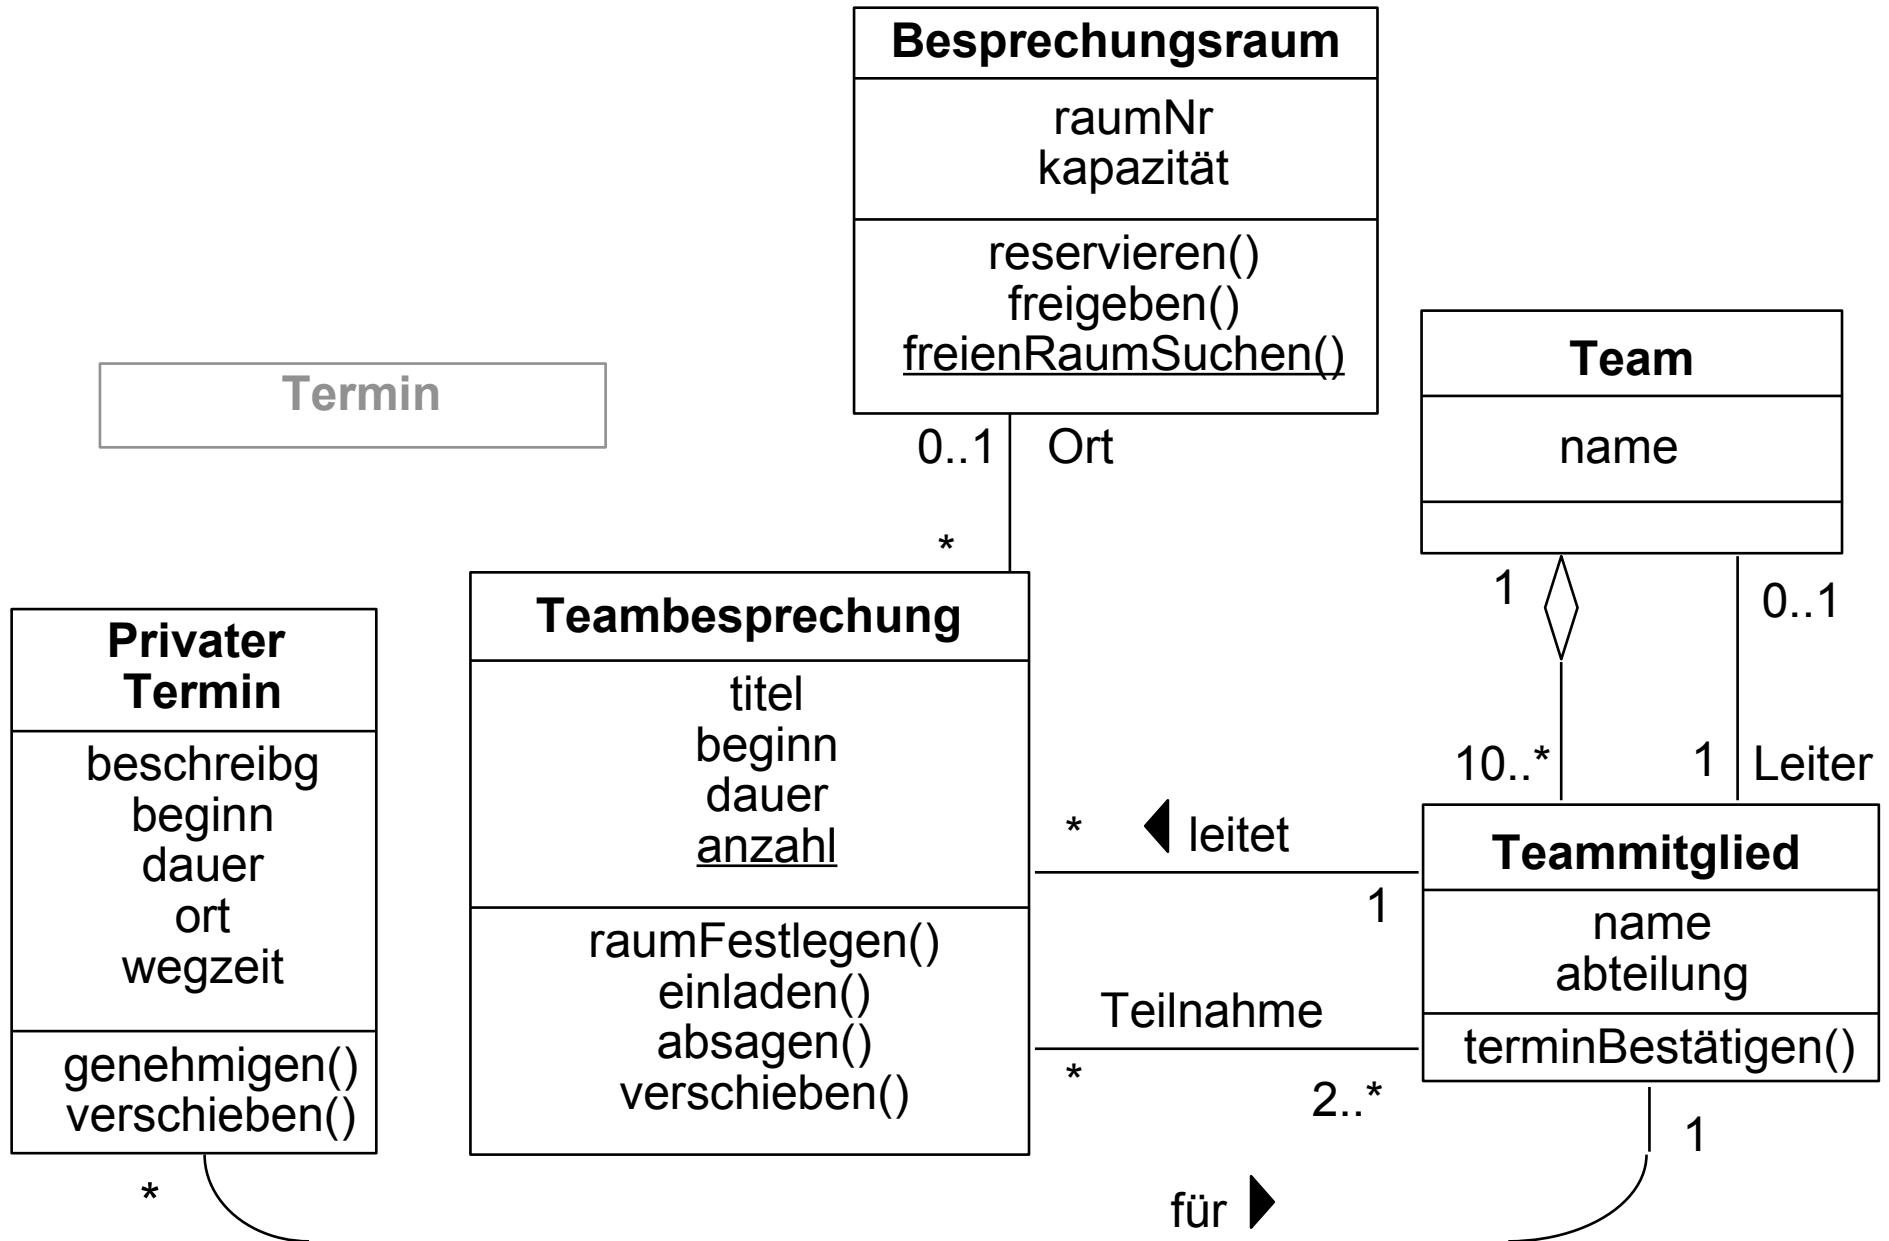 Besprechungsraum
raumNr
kapazität
reservieren()
freigeben()
freienRaumSuchen()
Team
name
Termin
0..1
Ort
*
1
0..1
Teambesprechung
titel
beginn
dauer
anzahl
raumFestlegen()
einladen()
absagen()
verschieben()
Privater
Termin
beschreibg
beginn
dauer
ort
wegzeit
genehmigen()
verschieben()
10..*
1
Leiter
*
leitet
1
Teammitglied
name
abteilung
terminBestätigen()
Teilnahme
*
2..*
1
*
für